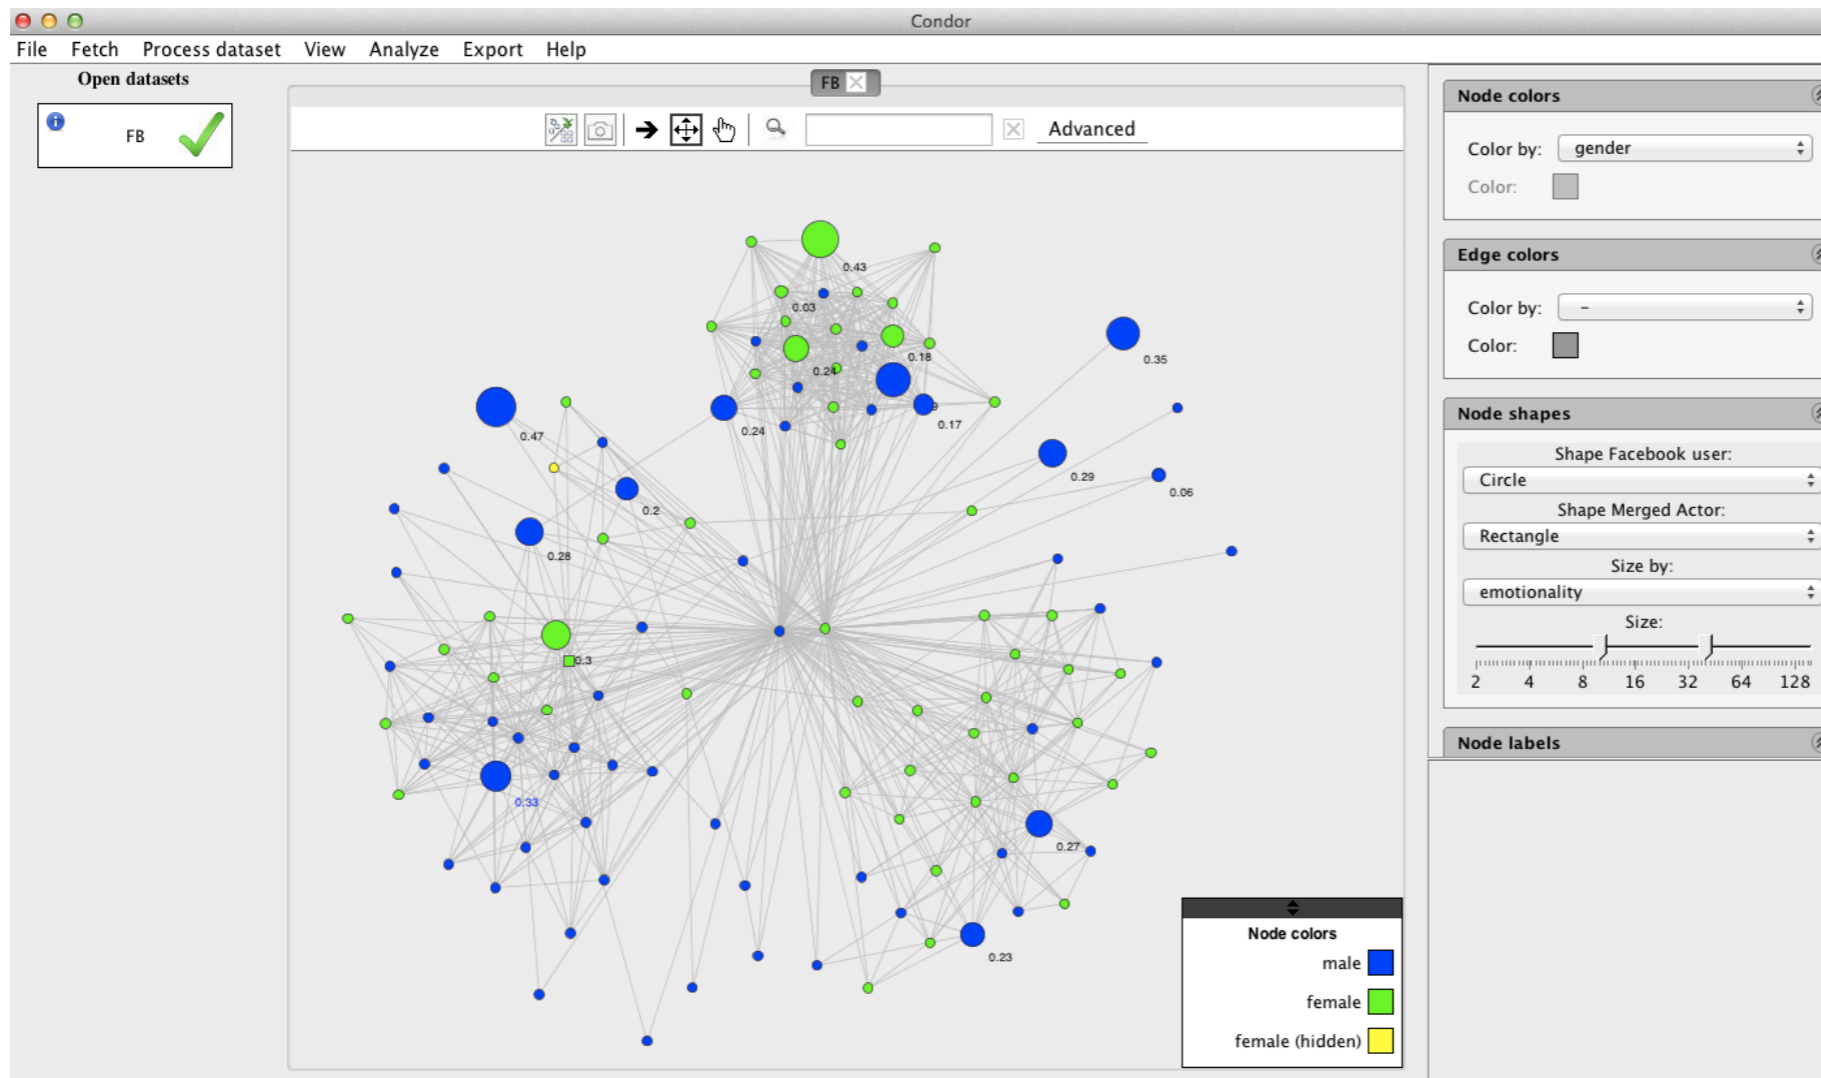 Condor
File Fetch Process dataset View Analyze Export Help
Open datasets
FB
FB
Advanced
0.43
0.03
0.18
0.24
0.24
0.17
0.35
0.47
0.29
0.06
0.2
0.28
0.3
0.33
0.27
0.23
Node colors
male
female
female (hidden)
Node colors
Color by: gender
Color:
Edge colors
Color by: –
Color:
Node shapes
Shape Facebook user:
Circle
Shape Merged Actor:
Rectangle
Size by:
emotionality
Size:
2 4 8 16 32 64 128
Node labels